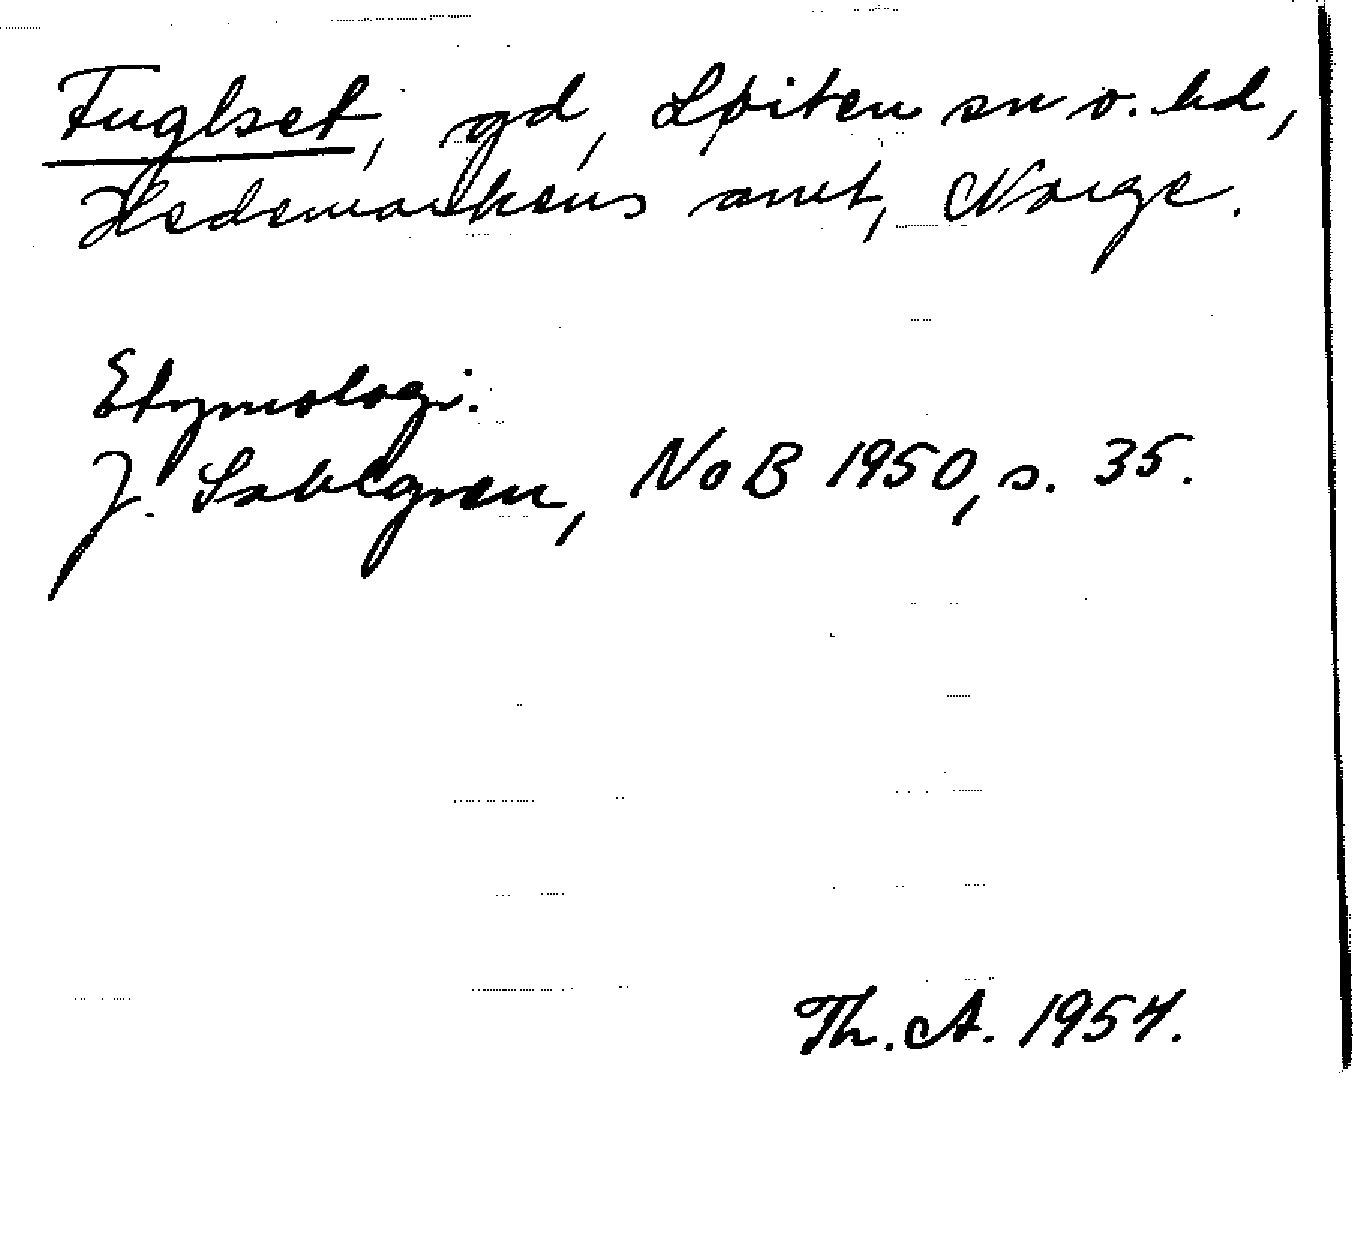 Fuglset, gd, Løiten sn o. hd,
Hedemarkens amt, Norge.
Etymologi.
J. Sahlgren, NoB 1950, s. 35.
Th. A. 1954.